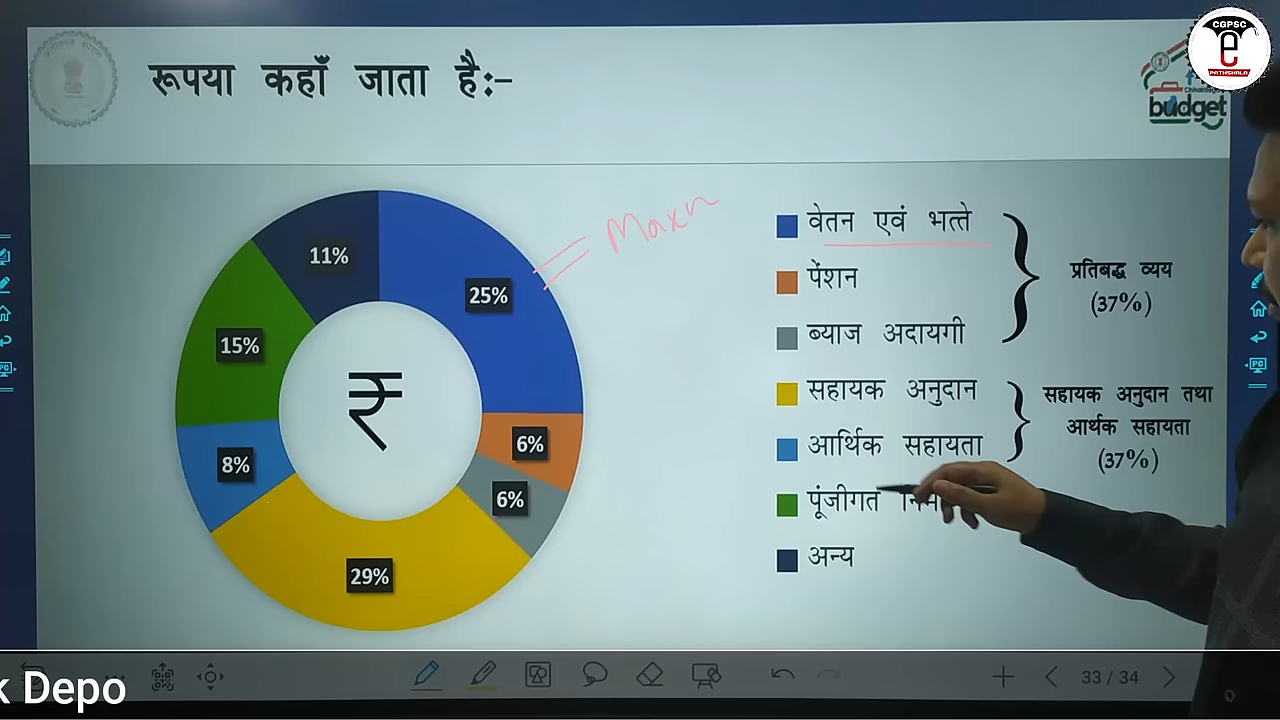 रूपया कहाँ जाता है:–
CGPSC
e
PATHSHALA
budget
Maxn
11%
25%
15%
8%
6%
6%
29%
₹
वेतन एवं भत्ते
पेंशन
ब्याज अदायगी
प्रतिबद्ध व्यय
(37%)
सहायक अनुदान
आर्थिक सहायता
सहायक अनुदान तथा
आर्थक सहायता
(37%)
पूंजीगत
अन्य
k Depo
33 / 34